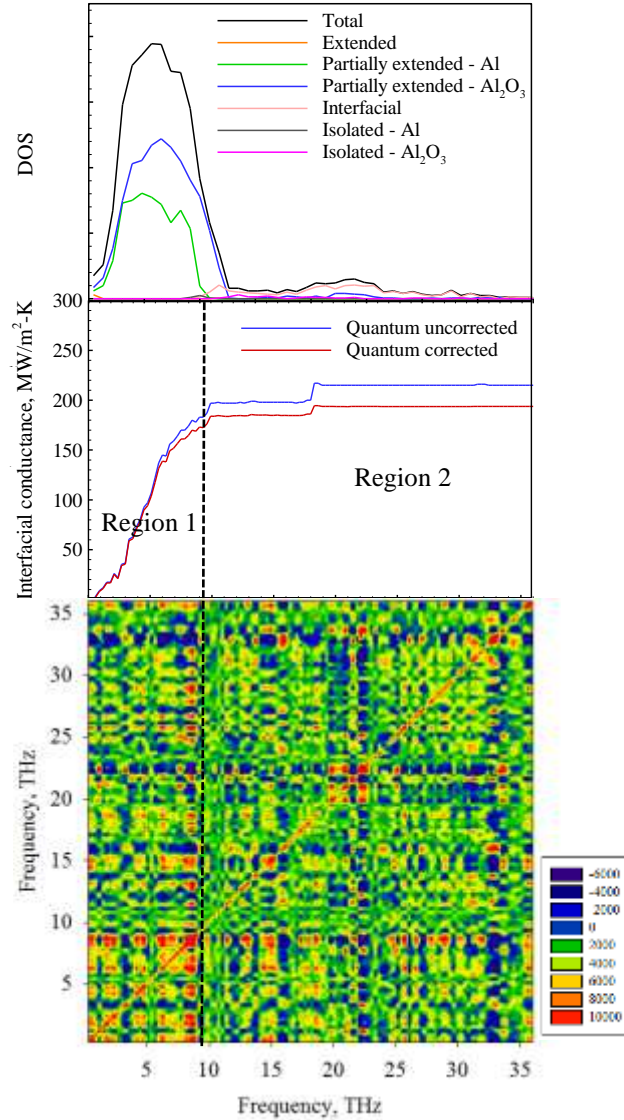 Total
Extended
Partially extended - Al
Partially extended - Al₂O₃
Interfacial
Isolated - Al
Isolated - Al₂O₃
DOS
300
250
200
150
100
50
Interfacial conductance, MW/m²-K
Quantum uncorrected
Quantum corrected
Region 1
Region 2
35
30
25
20
15
10
5
Frequency, THz
5 10 15 20 25 30 35
Frequency, THz
-6000
-4000
2000
0
2000
4000
6000
8000
10000